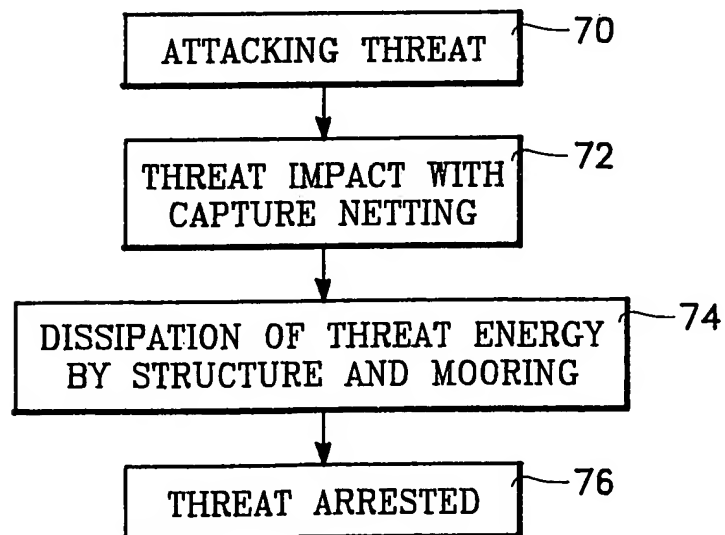 ATTACKING THREAT
70
THREAT IMPACT WITH
CAPTURE NETTING
72
DISSIPATION OF THREAT ENERGY
BY STRUCTURE AND MOORING
74
THREAT ARRESTED
76